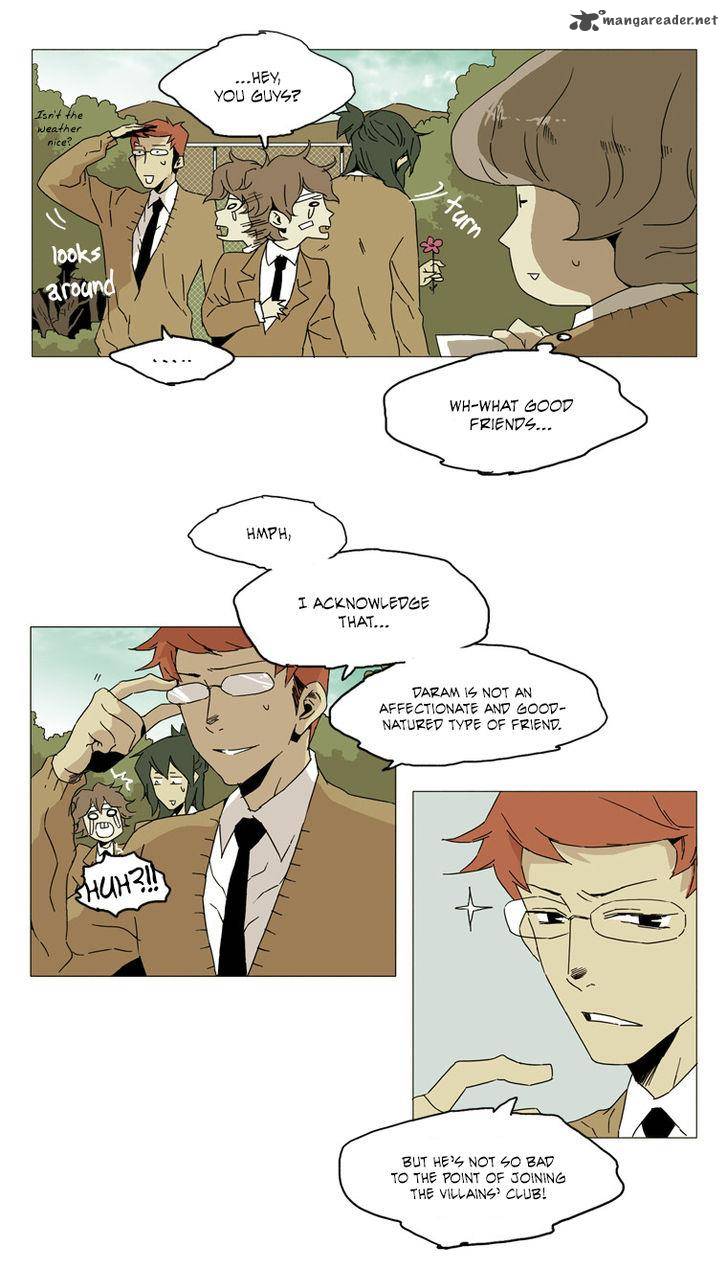 mangareader.net
...HEY,
YOU GUYS?
Isn't the
weather
nice?
looks
around
turn
.....
WH-WHAT GOOD
FRIENDS...
HMPH,
I ACKNOWLEDGE
THAT...
DARAM IS NOT AN
AFFECTIONATE AND GOOD-
NATURED TYPE OF FRIEND.
HUH?!!
BUT HE'S NOT SO BAD
TO THE POINT OF JOINING
THE VILLAINS' CLUB!